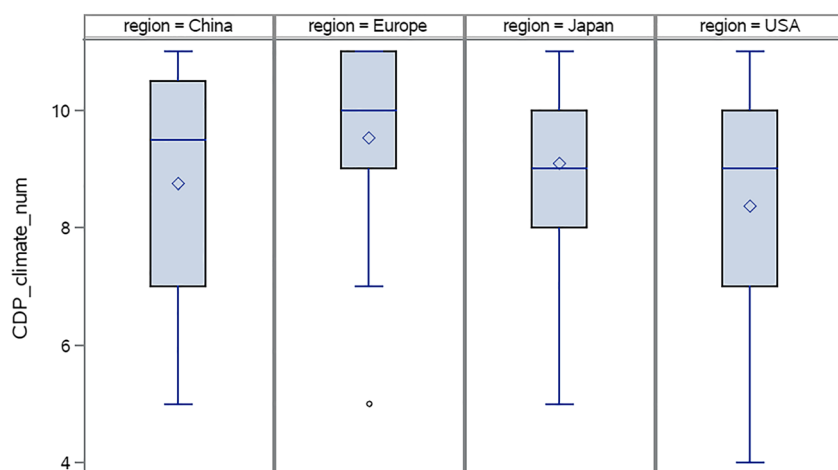 region = China
region = Europe
region = Japan
region = USA
CDP_climate_num
10
8
6
4